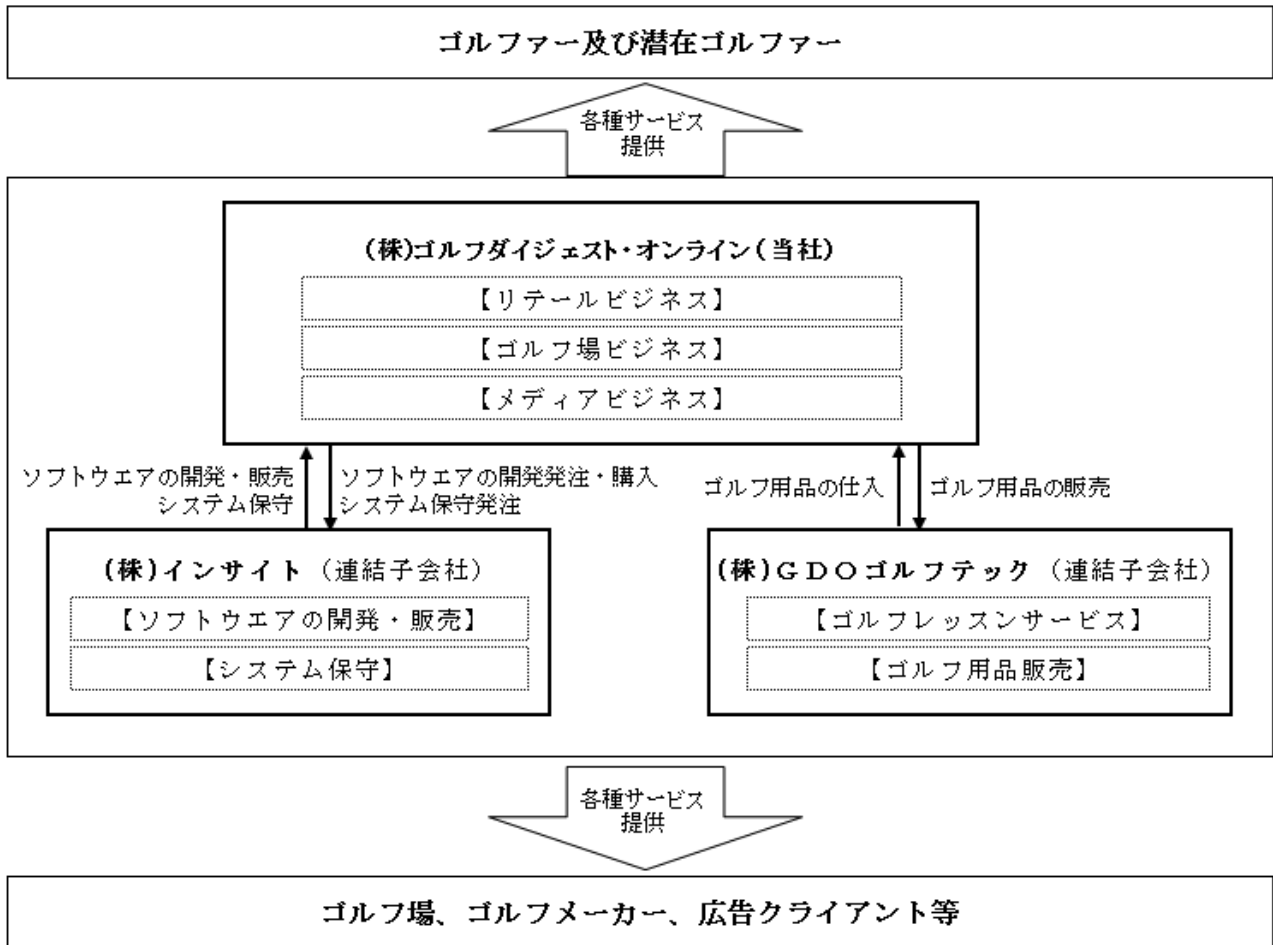 ゴルファー及び潜在ゴルファー
各種サービス
提供
(株)ゴルフダイジェスト・オンライン(当社)
【リテールビジネス】
【ゴルフ場ビジネス】
【メディアビジネス】
ソフトウエアの開発・販売
システム保守
ソフトウエアの開発発注・購入
システム保守発注
ゴルフ用品の仕入
ゴルフ用品の販売
(株)インサイト(連結子会社)
【ソフトウエアの開発・販売】
【システム保守】
(株)GDOゴルフテック(連結子会社)
【ゴルフレッスンサービス】
【ゴルフ用品販売】
各種サービス
提供
ゴルフ場、ゴルフメーカー、広告クライアント等